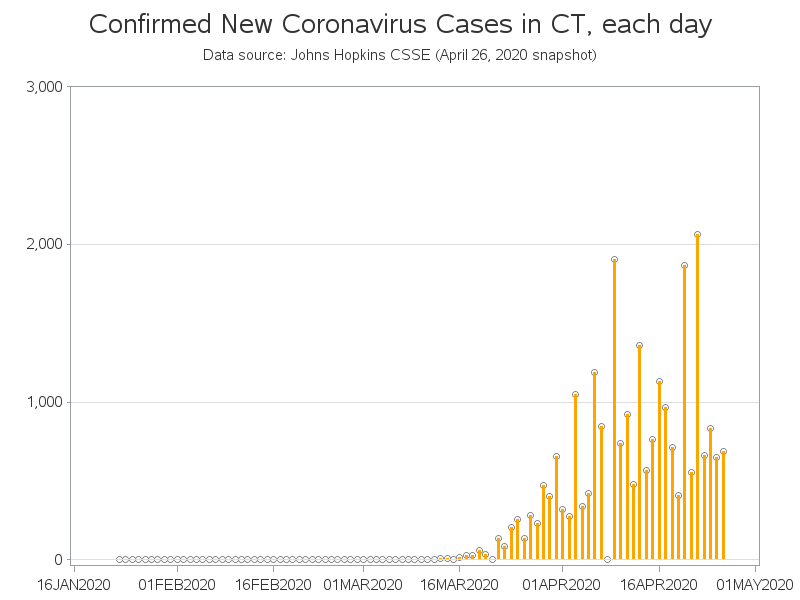 Confirmed New Coronavirus Cases in CT, each day
Data source: Johns Hopkins CSSE (April 26, 2020 snapshot)
3,000
2,000
1,000
0
16JAN2020 01FEB2020 16FEB2020 01MAR2020 16MAR2020 01APR2020 16APR2020 01MAY2020